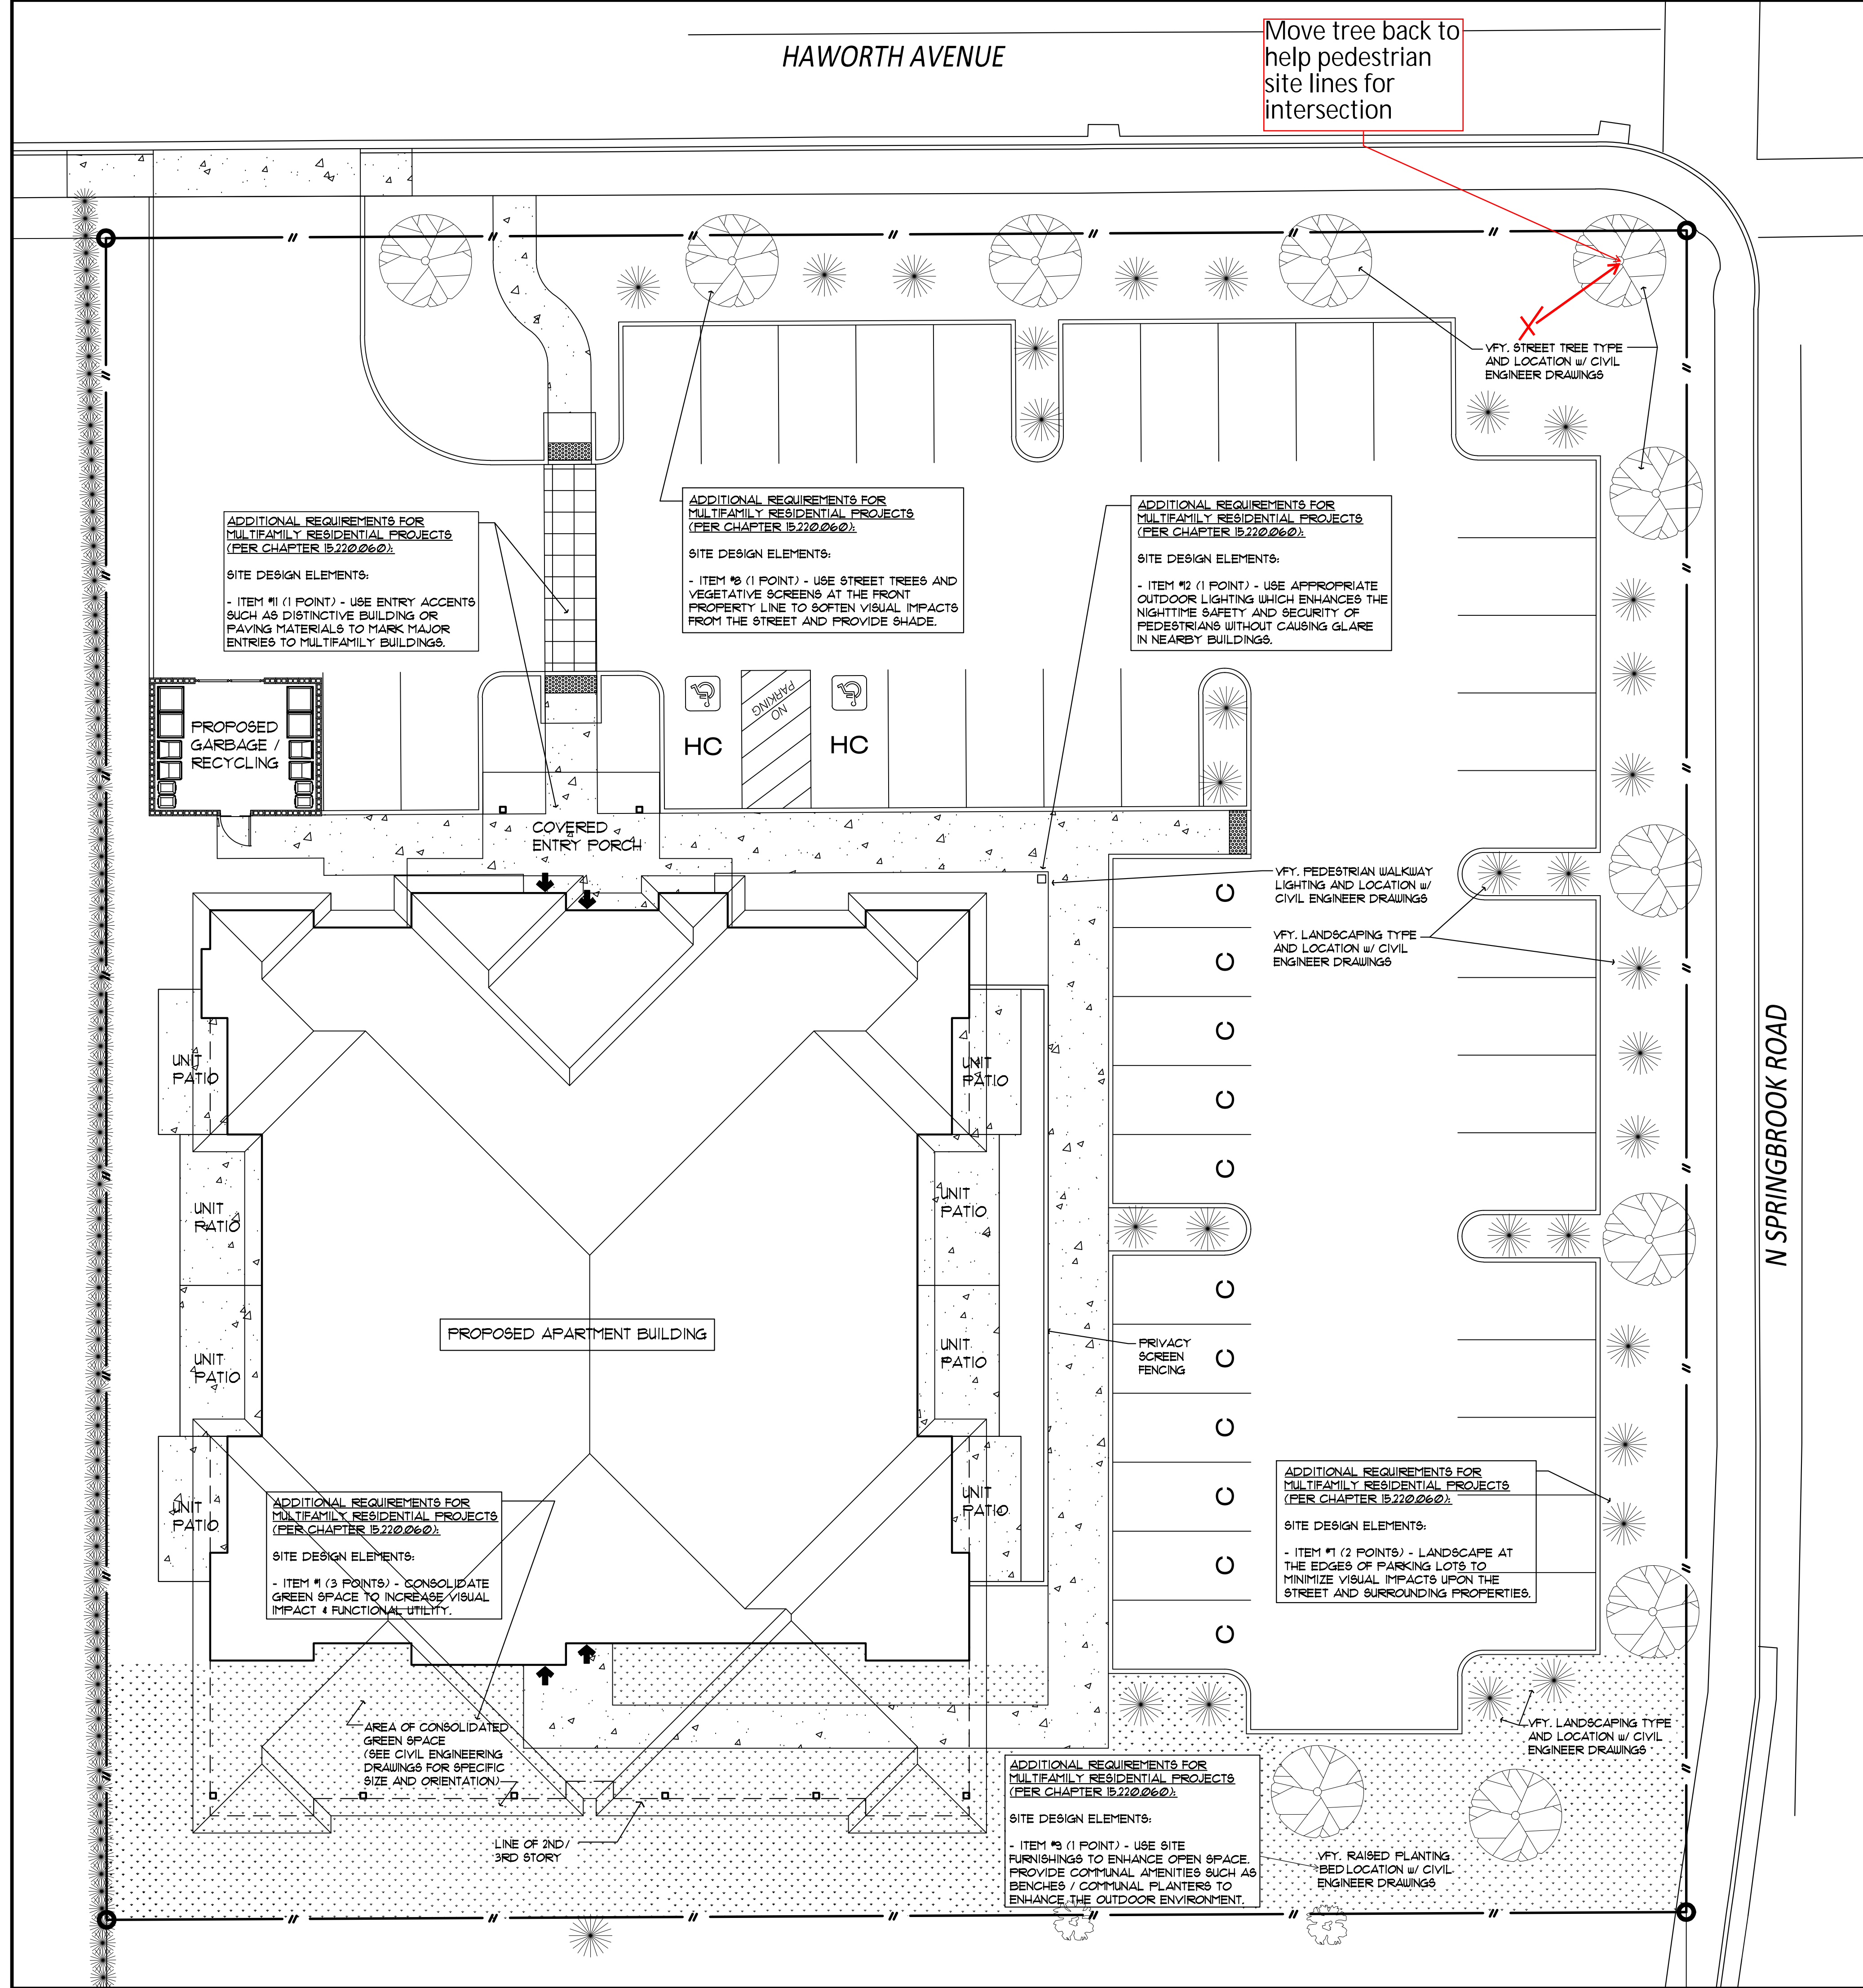 HAWORTH AVENUE
Move tree back to
help pedestrian
site lines for
intersection
X
VFY. STREET TREE TYPE
AND LOCATION w/ CIVIL
ENGINEER DRAWINGS
ADDITIONAL REQUIREMENTS FOR
MULTIFAMILY RESIDENTIAL PROJECTS
(PER CHAPTER 15.220.060):
SITE DESIGN ELEMENTS:
- ITEM #11 (1 POINT) - USE ENTRY ACCENTS
SUCH AS DISTINCTIVE BUILDING OR
PAVING MATERIALS TO MARK MAJOR
ENTRIES TO MULTIFAMILY BUILDINGS.
ADDITIONAL REQUIREMENTS FOR
MULTIFAMILY RESIDENTIAL PROJECTS
(PER CHAPTER 15.220.060):
SITE DESIGN ELEMENTS:
- ITEM #8 (1 POINT) - USE STREET TREES AND
VEGETATIVE SCREENS AT THE FRONT
PROPERTY LINE TO SOFTEN VISUAL IMPACTS
FROM THE STREET AND PROVIDE SHADE.
ADDITIONAL REQUIREMENTS FOR
MULTIFAMILY RESIDENTIAL PROJECTS
(PER CHAPTER 15.220.060):
SITE DESIGN ELEMENTS:
- ITEM #12 (1 POINT) - USE APPROPRIATE
OUTDOOR LIGHTING WHICH ENHANCES THE
NIGHTTIME SAFETY AND SECURITY OF
PEDESTRIANS WITHOUT CAUSING GLARE
IN NEARBY BUILDINGS.
PROPOSED
GARBAGE /
RECYCLING
HC
NO
PARKING
HC
COVERED
ENTRY PORCH
VFY. PEDESTRIAN WALKWAY
LIGHTING AND LOCATION w/
CIVIL ENGINEER DRAWINGS
VFY. LANDSCAPING TYPE
AND LOCATION w/ CIVIL
ENGINEER DRAWINGS
C
C
C
C
C
N SPRINGBROOK ROAD
UNIT
PATIO
UNIT
PATIO
UNIT
PATIO
UNIT
PATIO
PROPOSED APARTMENT BUILDING
UNIT
PATIO
UNIT
PATIO
PRIVACY
SCREEN
FENCING
C
C
C
C
C
C
UNIT
PATIO
UNIT
PATIO
ADDITIONAL REQUIREMENTS FOR
MULTIFAMILY RESIDENTIAL PROJECTS
(PER CHAPTER 15.220.060):
SITE DESIGN ELEMENTS:
- ITEM #1 (3 POINTS) - CONSOLIDATE
GREEN SPACE TO INCREASE VISUAL
IMPACT & FUNCTIONAL UTILITY.
ADDITIONAL REQUIREMENTS FOR
MULTIFAMILY RESIDENTIAL PROJECTS
(PER CHAPTER 15.220.060):
SITE DESIGN ELEMENTS:
- ITEM #7 (2 POINTS) - LANDSCAPE AT
THE EDGES OF PARKING LOTS TO
MINIMIZE VISUAL IMPACTS UPON THE
STREET AND SURROUNDING PROPERTIES.
AREA OF CONSOLIDATED
GREEN SPACE
(SEE CIVIL ENGINEERING
DRAWINGS FOR SPECIFIC
SIZE AND ORIENTATION)
VFY. LANDSCAPING TYPE
AND LOCATION w/ CIVIL
ENGINEER DRAWINGS
LINE OF 2ND/
3RD STORY
ADDITIONAL REQUIREMENTS FOR
MULTIFAMILY RESIDENTIAL PROJECTS
(PER CHAPTER 15.220.060):
SITE DESIGN ELEMENTS:
- ITEM #9 (1 POINT) - USE SITE
FURNISHINGS TO ENHANCE OPEN SPACE.
PROVIDE COMMUNAL AMENITIES SUCH AS
BENCHES / COMMUNAL PLANTERS TO
ENHANCE THE OUTDOOR ENVIRONMENT.
VFY. RAISED PLANTING
BED LOCATION w/ CIVIL
ENGINEER DRAWINGS